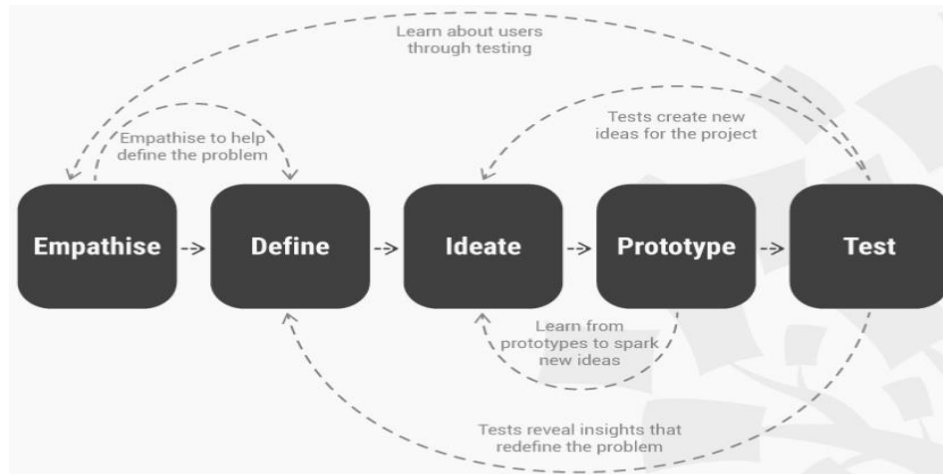 Learn about users
through testing
Empathise to help
define the problem
Tests create new
ideas for the project
Empathise
Define
Ideate
Prototype
Test
Learn from
prototypes to spark
new ideas
Tests reveal insights that
redefine the problem